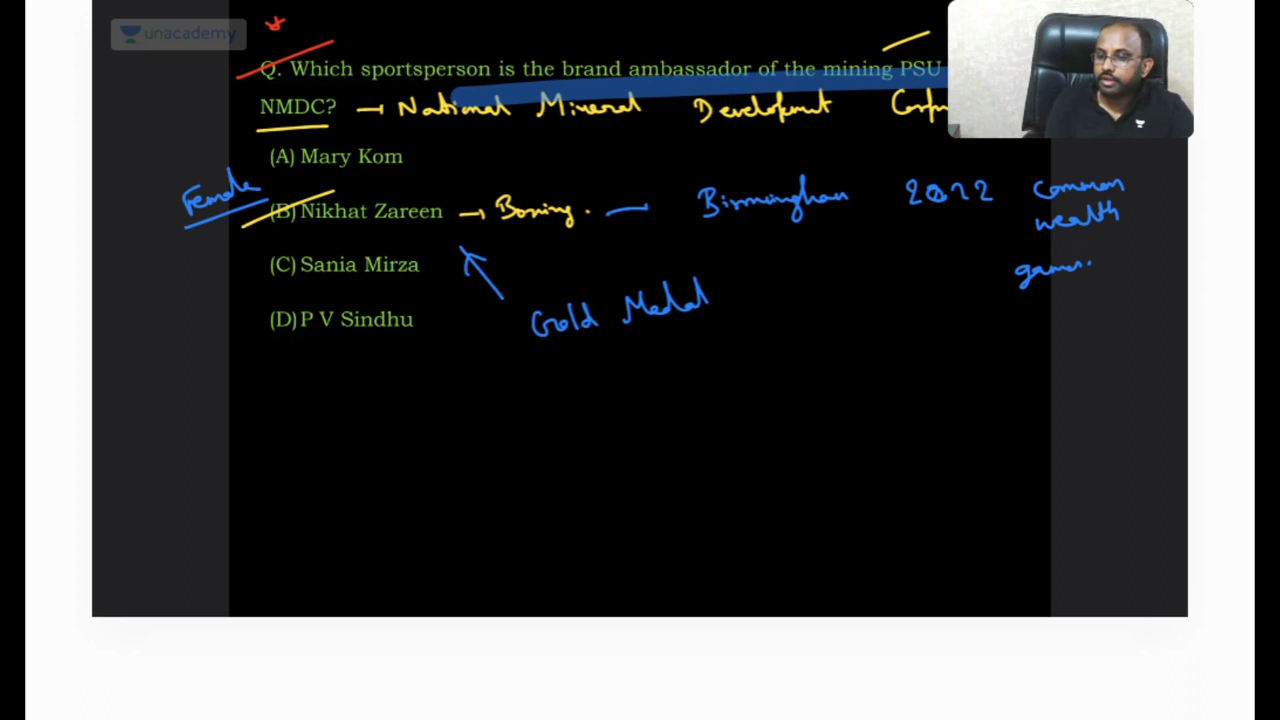 unacademy
Q. Which sportsperson is the brand ambassador of the mining PSU
NMDC? → National Mineral Development
(A) Mary Kom
Female
(B) Nikhat Zareen → Boxing. — Birmingham 2022 Common
wealth
games.
(C) Sania Mirza
Gold Medal
(D) P V Sindhu